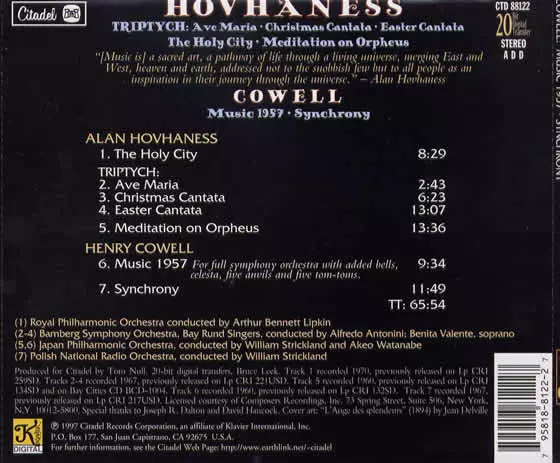 HOVHANESS
Citadel
CTD 88122
TRIPTYCH: Ave Maria · Christmas Cantata · Easter Cantata
20
Bit Digital Transfer
The Holy City · Meditation on Orpheus
STEREO
A D D
"[Music is] a sacred art, a pathway of life through a living universe, merging East and
West, heaven and earth, addressed not to the snobbish few but to all people as an
inspiration in their journey through the universe." – Alan Hovhaness
COWELL
Music 1957 · Synchrony
ALAN HOVHANESS
1. The Holy City 8:29
TRIPTYCH:
2. Ave Maria 2:43
3. Christmas Cantata 6:23
4. Easter Cantata 13:07
5. Meditation on Orpheus 13:36
HENRY COWELL
6. Music 1957 For full symphony orchestra with added bells, 9:34
celesta, five anvils and five tom-toms.
7. Synchrony 11:49
TT: 65:54
(1) Royal Philharmonic Orchestra conducted by Arthur Bennett Lipkin
(2-4) Bamberg Symphony Orchestra, Bay Rund Singers, conducted by Alfredo Antonini; Benita Valente, soprano
(5,6) Japan Philharmonic Orchestra, conducted by William Strickland and Akeo Watanabe
(7) Polish National Radio Orchestra, conducted by William Strickland
Produced for Citadel by Tom Null, 20-bit digital transfers, Bruce Leek. Track 1 recorded 1970, previously released on Lp CRI
259SD. Tracks 2-4 recorded 1967, previously released on Lp CRI 221USD. Track 5 recorded 1960, previously released on Lp CRI
134SD and on Bay Cities CD BCD-1004, 6 recorded 1960, previously released on Lp CRI 132SD. Track 7 recorded 1967,
previously released on Lp CRI 217USD. Licensed courtesy of Composers Recordings, Inc. 73 Spring Street, Suite 506, New York,
N.Y. 10012-5800. Special thanks to Joseph R. Dalton and David Hancock. Cover art: "L'Ange des splendeurs" (1894) by Jean Delville
K
DIGITAL
© 1997 Citadel Records Corporation, an affiliate of Klavier International, Inc.
P.O. Box 177, San Juan Capistrano, CA 92675 U.S.A.
For further information, see the Citadel Web Page: http://www.earthlink.net/~citadel
7 95818-8122-2 7